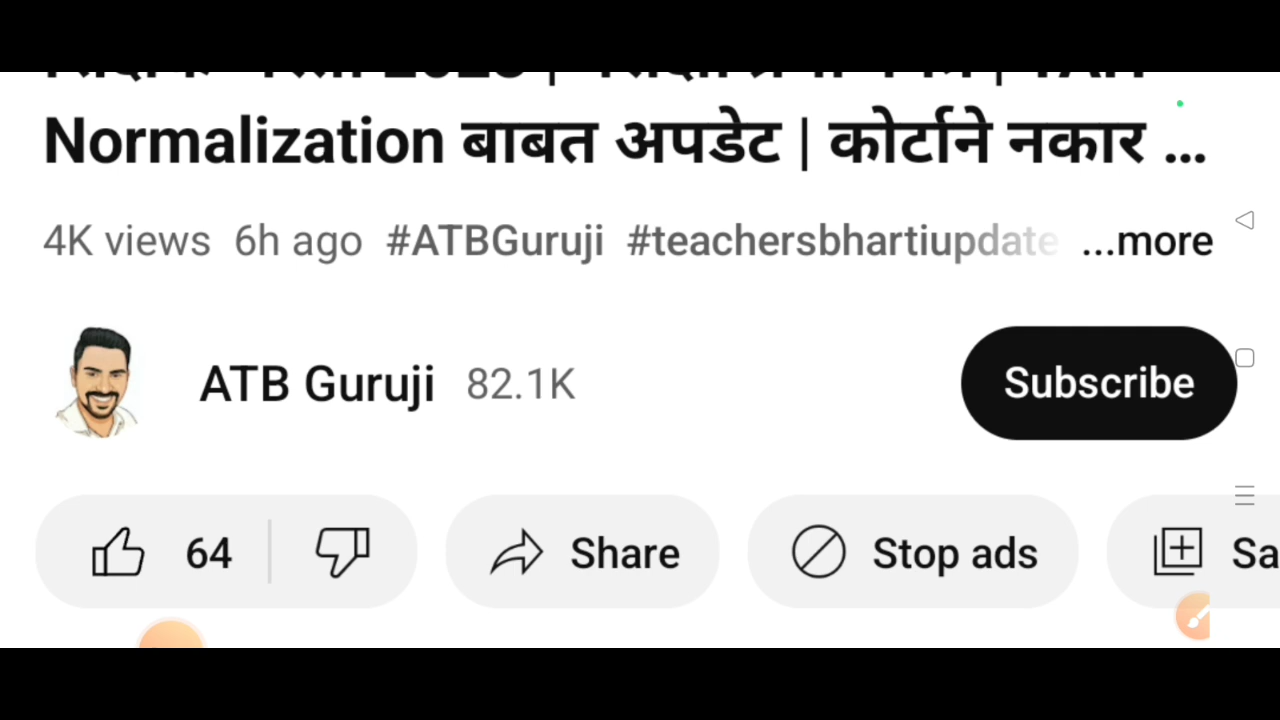 Normalization बाबत अपडेट | कोर्टाने नकार ...
4K views 6h ago #ATBGuruji #teachersbhartiupdate ...more
ATB Guruji 82.1K
Subscribe
64 Share Stop ads Sa